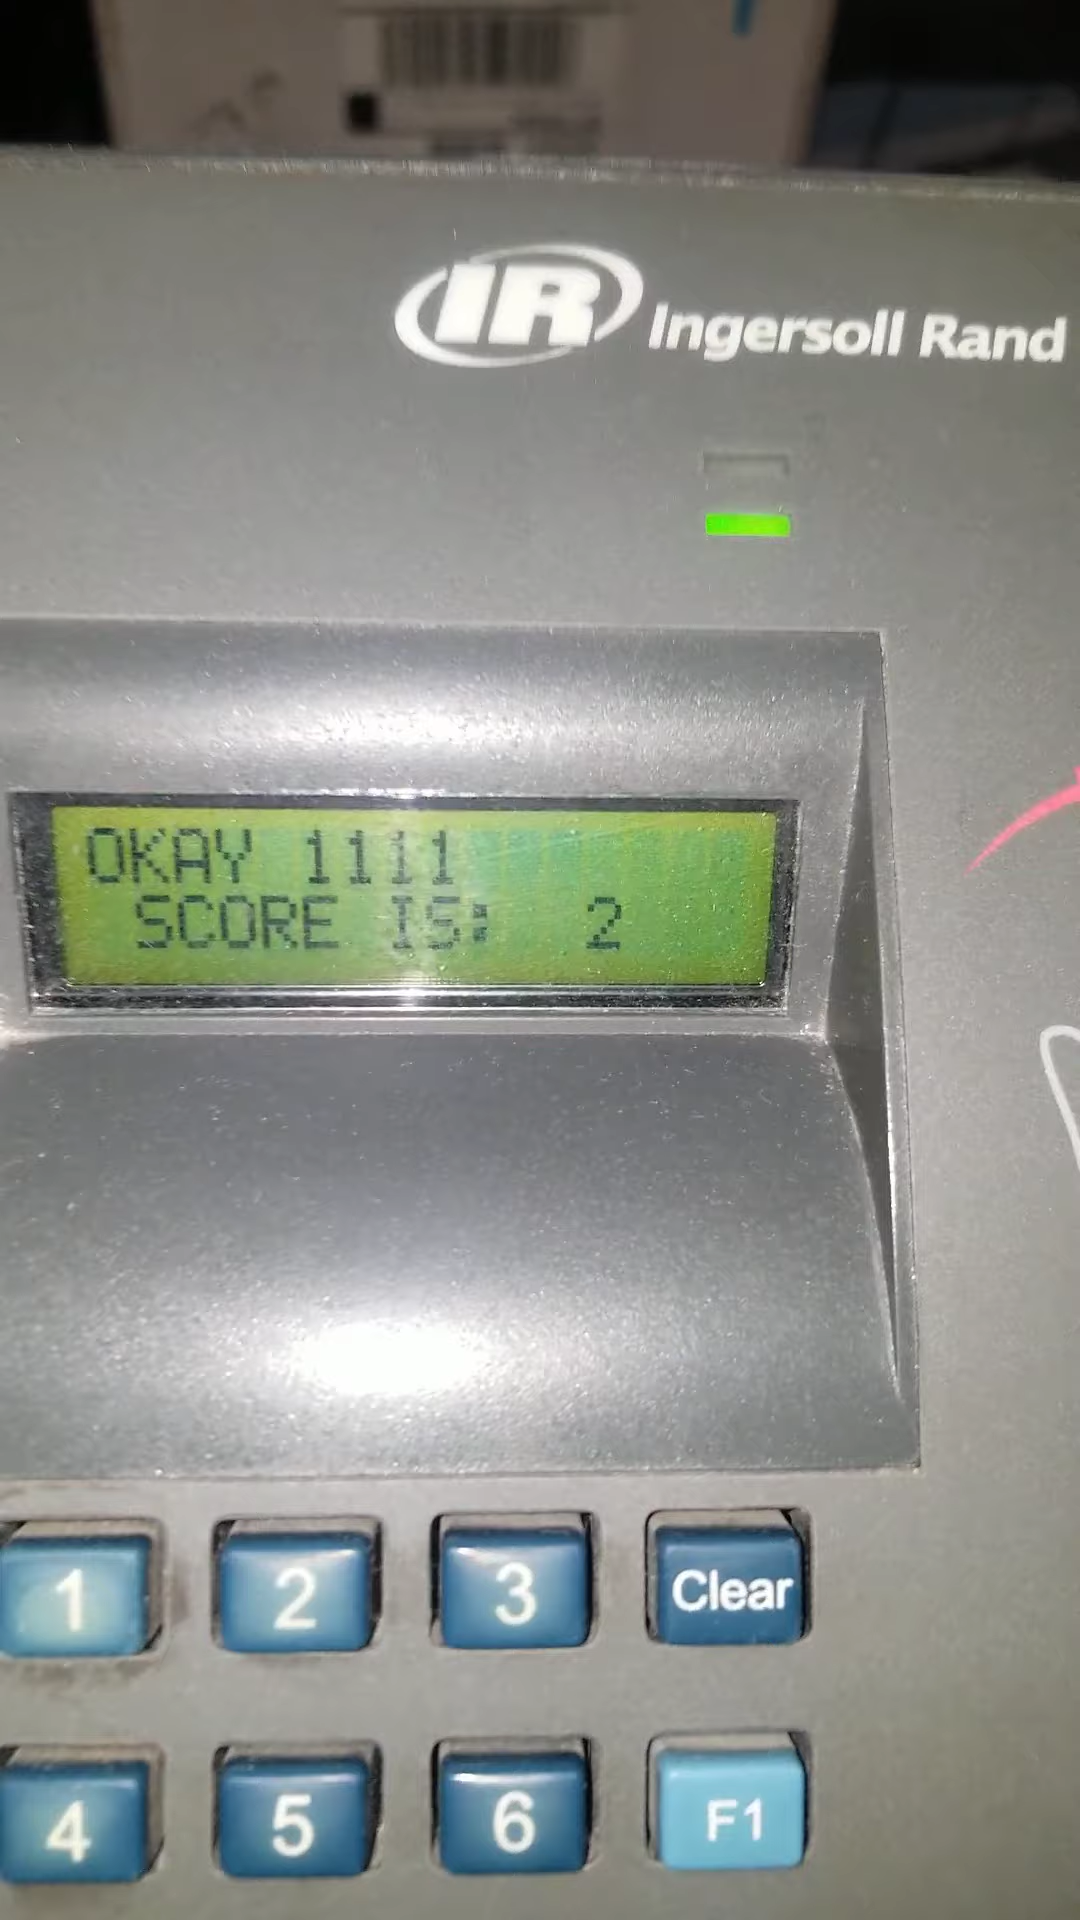 IR Ingersoll Rand
OKAY 1111
SCORE IS: 2
1 2 3 Clear
4 5 6 F1